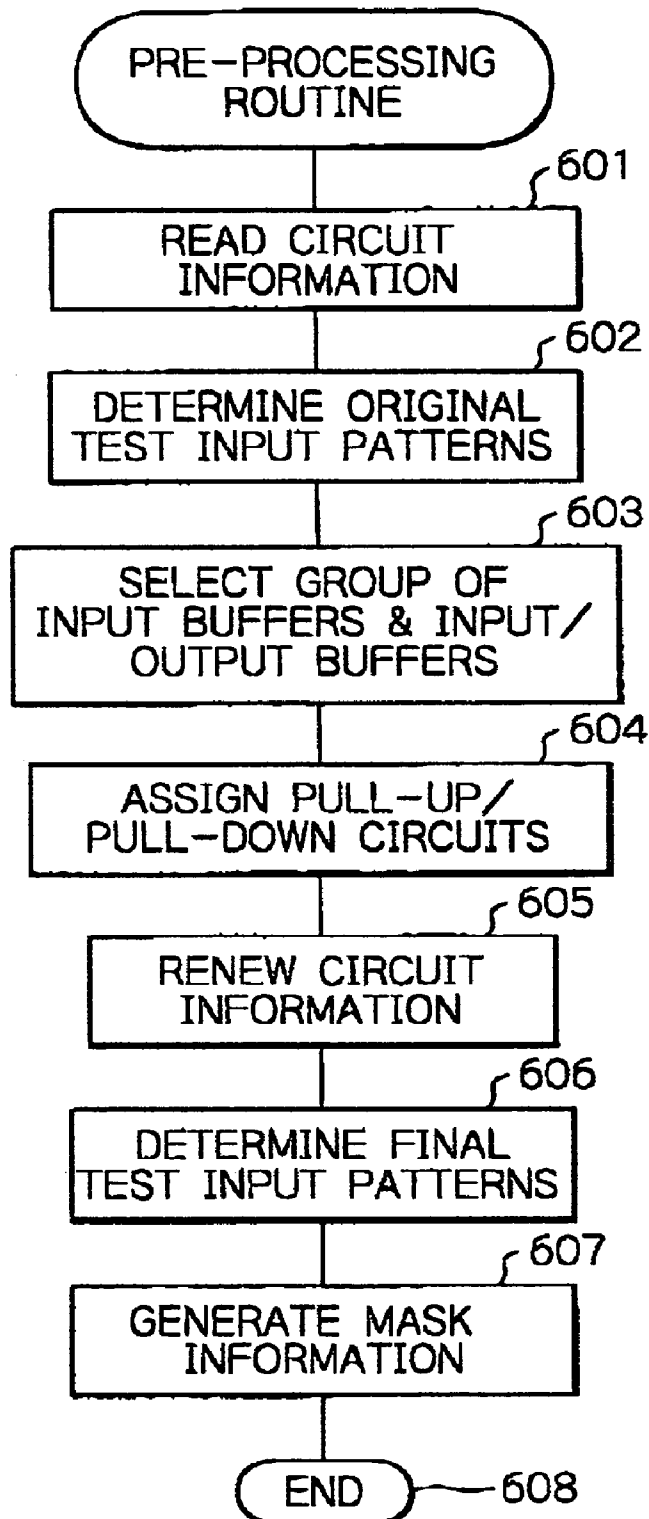 PRE-PROCESSING
ROUTINE
601
READ CIRCUIT
INFORMATION
602
DETERMINE ORIGINAL
TEST INPUT PATTERNS
603
SELECT GROUP OF
INPUT BUFFERS & INPUT/
OUTPUT BUFFERS
604
ASSIGN PULL-UP/
PULL-DOWN CIRCUITS
605
RENEW CIRCUIT
INFORMATION
606
DETERMINE FINAL
TEST INPUT PATTERNS
607
GENERATE MASK
INFORMATION
END 608